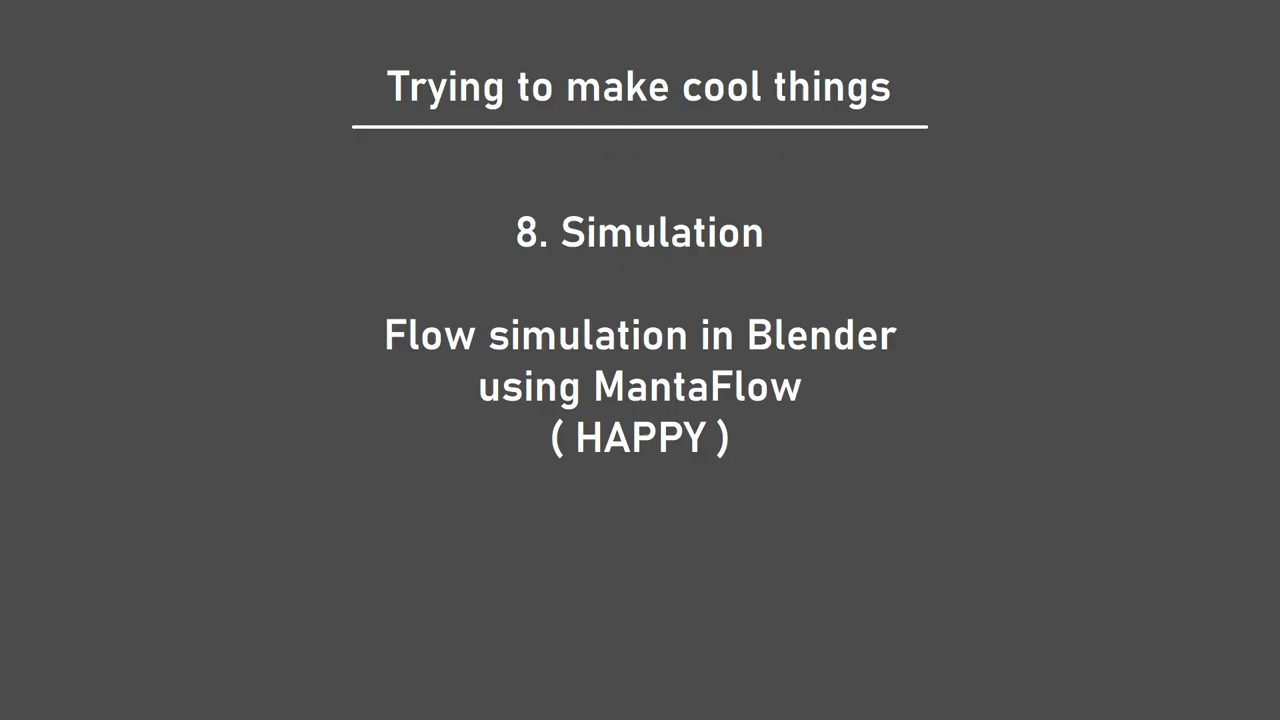 Trying to make cool things
8. Simulation
Flow simulation in Blender
using MantaFlow
( HAPPY )